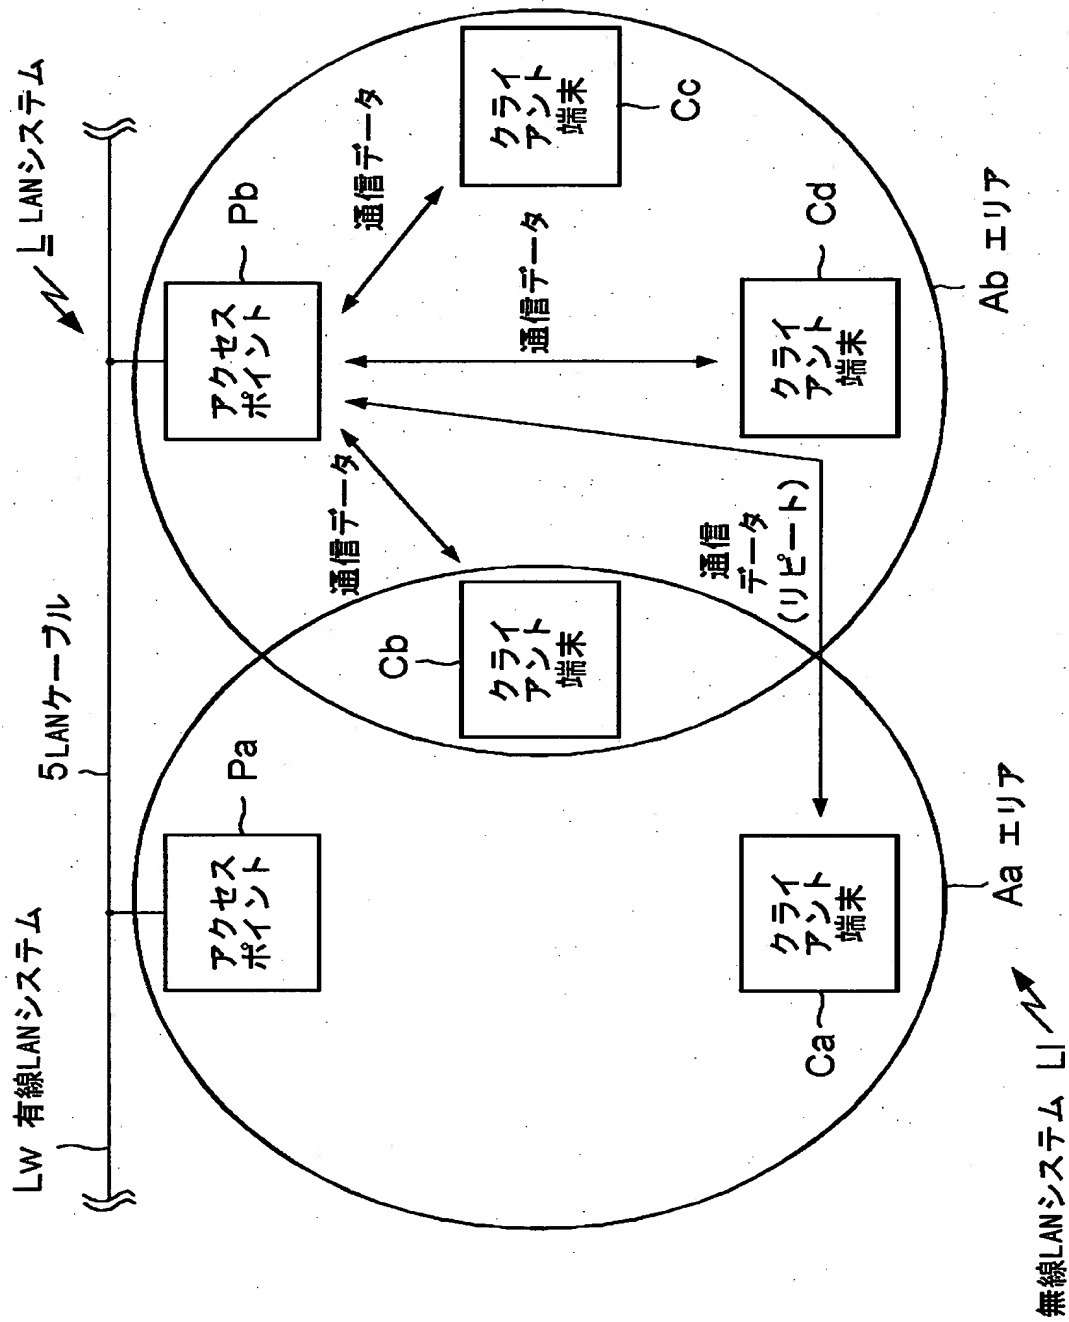 Lw 有線LANシステム
5 LANケーブル
L LANシステム
アクセス
ポイント
Pa
アクセス
ポイント
Pb
通信データ
通信データ
通信データ
Cb
クライ
アント
端末
クライ
アント
端末
Cc
通信
データ
(リピート)
Ca
クライ
アント
端末
クライ
アント
端末
Cd
Aa エリア
Ab エリア
無線LANシステム Ll